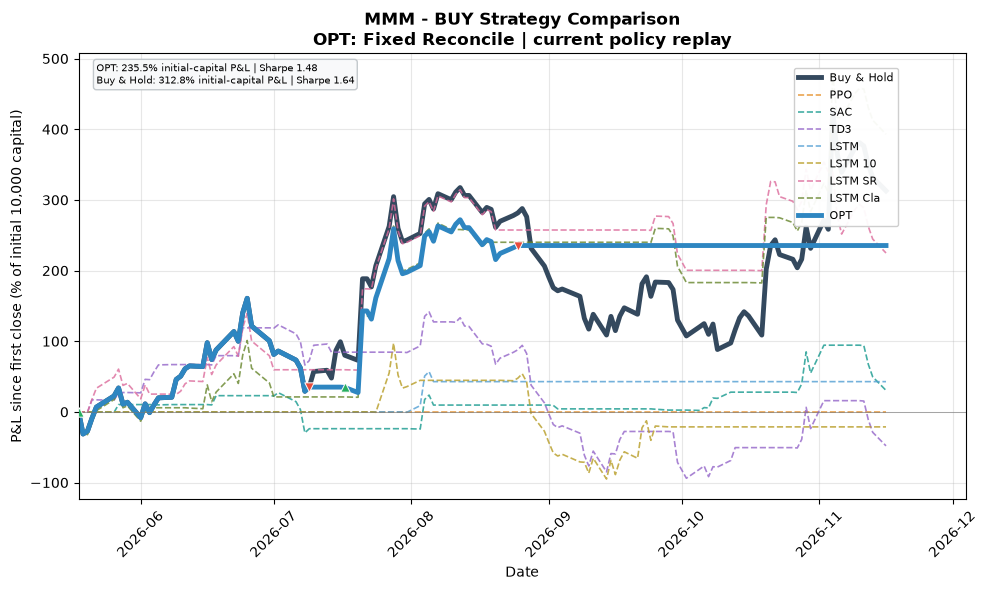 MMM - BUY Strategy Comparison
OPT: Fixed Reconcile | current policy replay
OPT: 235.5% initial-capital P&L | Sharpe 1.48
Buy & Hold: 312.8% initial-capital P&L | Sharpe 1.64
Buy & Hold
PPO
SAC
TD3
LSTM
LSTM 10
LSTM SR
LSTM Cla
OPT
P&L since first close (% of initial 10,000 capital)
500
400
300
200
100
0
−100
2026-06
2026-07
2026-08
2026-09
2026-10
2026-11
2026-12
Date